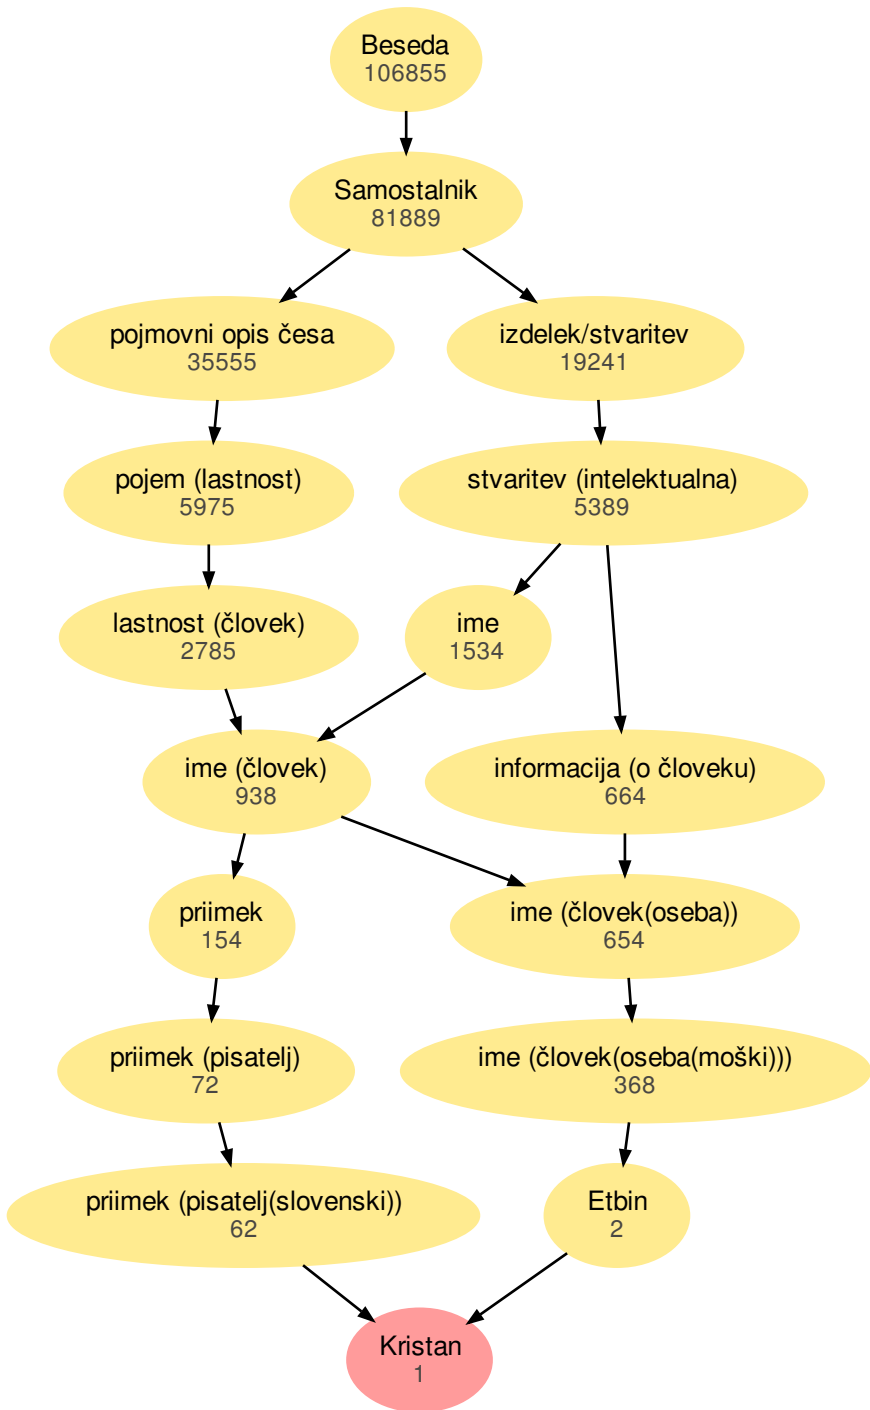 Beseda
106855
Samostalnik
81889
pojmovni opis česa
35555
izdelek/stvaritev
19241
pojem (lastnost)
5975
stvaritev (intelektualna)
5389
lastnost (človek)
2785
ime
1534
ime (človek)
938
informacija (o človeku)
664
priimek
154
ime (človek(oseba))
654
priimek (pisatelj)
72
ime (človek(oseba(moški)))
368
priimek (pisatelj(slovenski))
62
Etbin
2
Kristan
1